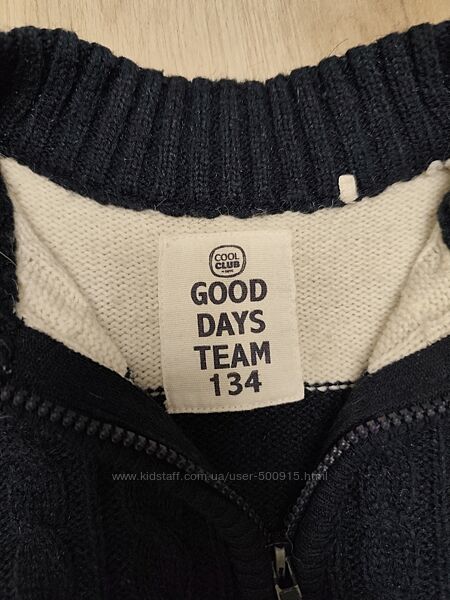 COOL
CLUB
GOOD
DAYS
TEAM
134
www.kidstaff.com.ua/user-500915.html